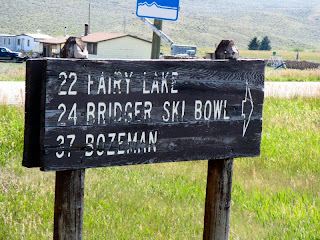 22 FAIRY LAKE
24 BRIDGER SKI BOWL
37 BOZEMAN